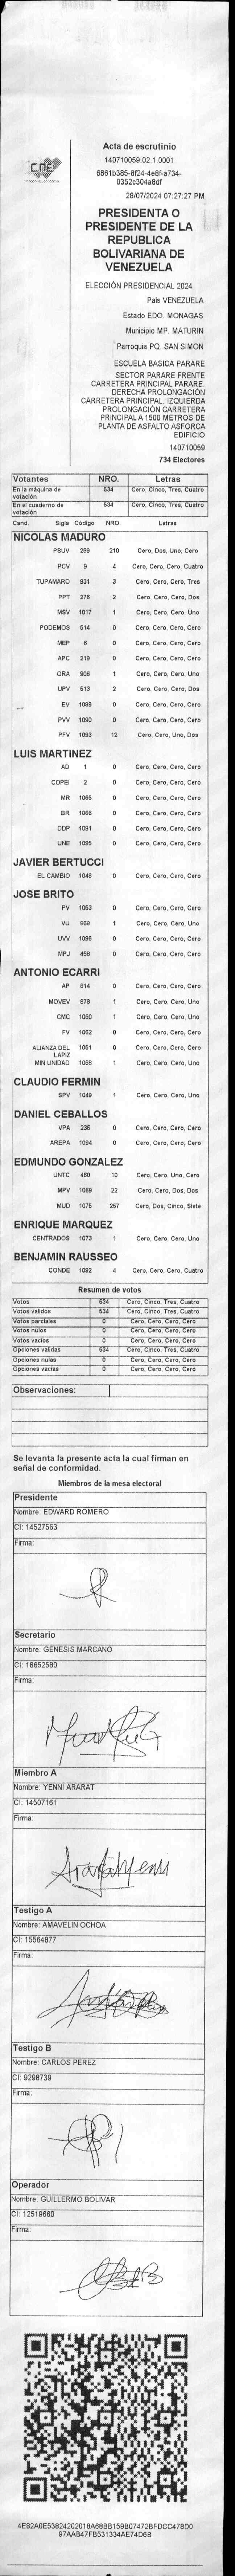 CNE
Acta de escrutinio
140710059.02.1.0001
28/07/2024 07:27:27 PM
PRESIDENTA O
PRESIDENTE DE LA
REPUBLICA
BOLIVARIANA DE
VENEZUELA
ELECCIÓN PRESIDENCIAL 2024
Pais VENEZUELA
Estado EDO. MONAGAS
Municipio MP. MATURIN
Parroquia PQ. SAN SIMON
ESCUELA BASICA PARARE
SECTOR PARARE FRENTE
CARRETERA PRINCIPAL PARARE.
DERECHA PROLONGACIÓN
CARRETERA PRINCIPAL. IZQUIERDA
PROLONGACIÓN CARRETERA
PRINCIPAL A 1500 METROS DE
PLANTA DE ASFALTO ASFORCA
EDIFICIO
140710059
734 Electores
Votantes NRO. Letras
En la máquina de votación 534 Cero, Cinco, Tres, Cuatro
En el cuaderno de votación 534 Cero, Cinco, Tres, Cuatro
Cand. Sigla Código NRO. Letras
NICOLAS MADURO
PSUV 269 210 Cero, Dos, Uno, Cero
PCV 9 4 Cero, Cero, Cero, Cuatro
TUPAMARO 931 3 Cero, Cero, Cero, Tres
PPT 276 2 Cero, Cero, Cero, Dos
MSV 1017 1 Cero, Cero, Cero, Uno
PODEMOS 514 0 Cero, Cero, Cero, Cero
MEP 6 0 Cero, Cero, Cero, Cero
APC 219 0 Cero, Cero, Cero, Cero
ORA 906 1 Cero, Cero, Cero, Uno
UPV 513 2 Cero, Cero, Cero, Dos
EV 1089 0 Cero, Cero, Cero, Cero
PVV 1090 0 Cero, Cero, Cero, Cero
PFV 1093 12 Cero, Cero, Uno, Dos
LUIS MARTINEZ
AD 1 0 Cero, Cero, Cero, Cero
COPEI 2 0 Cero, Cero, Cero, Cero
MR 1065 0 Cero, Cero, Cero, Cero
BR 1066 0 Cero, Cero, Cero, Cero
DDP 1091 0 Cero, Cero, Cero, Cero
UNE 1095 0 Cero, Cero, Cero, Cero
JAVIER BERTUCCI
EL CAMBIO 1048 0 Cero, Cero, Cero, Cero
JOSE BRITO
PV 1053 0 Cero, Cero, Cero, Cero
VU 969 1 Cero, Cero, Cero, Uno
UVV 1096 0 Cero, Cero, Cero, Cero
MPJ 458 0 Cero, Cero, Cero, Cero
ANTONIO ECARRI
AP 814 0 Cero, Cero, Cero, Cero
MOVEV 878 1 Cero, Cero, Cero, Uno
CMC 1050 1 Cero, Cero, Cero, Uno
FV 1062 0 Cero, Cero, Cero, Cero
ALIANZA DEL LAPIZ 1051 0 Cero, Cero, Cero, Cero
MIN UNIDAD 1058 1 Cero, Cero, Cero, Uno
CLAUDIO FERMIN
SPV 1049 1 Cero, Cero, Cero, Uno
DANIEL CEBALLOS
VPA 236 0 Cero, Cero, Cero, Cero
AREPA 1094 0 Cero, Cero, Cero, Cero
EDMUNDO GONZALEZ
UNTC 460 10 Cero, Cero, Uno, Cero
MPV 1069 22 Cero, Cero, Dos, Dos
MUD 1075 257 Cero, Dos, Cinco, Siete
ENRIQUE MARQUEZ
CENTRADOS 1073 1 Cero, Cero, Cero, Uno
BENJAMIN RAUSSEO
CONDE 1092 4 Cero, Cero, Cero, Cuatro
Resumen de votos
Votos 534 Cero, Cinco, Tres, Cuatro
Votos validos 534 Cero, Cinco, Tres, Cuatro
Votos parciales 0 Cero, Cero, Cero, Cero
Votos nulos 0 Cero, Cero, Cero, Cero
Votos vacios 0 Cero, Cero, Cero, Cero
Opciones validas 534 Cero, Cinco, Tres, Cuatro
Opciones nulas 0 Cero, Cero, Cero, Cero
Opciones vacias 0 Cero, Cero, Cero, Cero
Observaciones:
Se levanta la presente acta la cual firman en
señal de conformidad.
Miembros de la mesa electoral
Presidente
Nombre: EDWARD ROMERO
CI: 14527563
Firma:
Secretario
Nombre: GENESIS MARCANO
CI: 18652580
Firma:
Miembro A
Nombre: YENNI ARARAT
CI: 14507161
Firma:
Testigo A
Nombre: AMAVELIN OCHOA
CI: 15564877
Firma:
Testigo B
Nombre: CARLOS PEREZ
CI: 9298739
Firma:
Operador
Nombre: GUILLERMO BOLIVAR
CI: 12519660
Firma:
4E82A0E53824202018A68BB159B07472BFDCC478D0
97AAB47FB531334AE74D6B